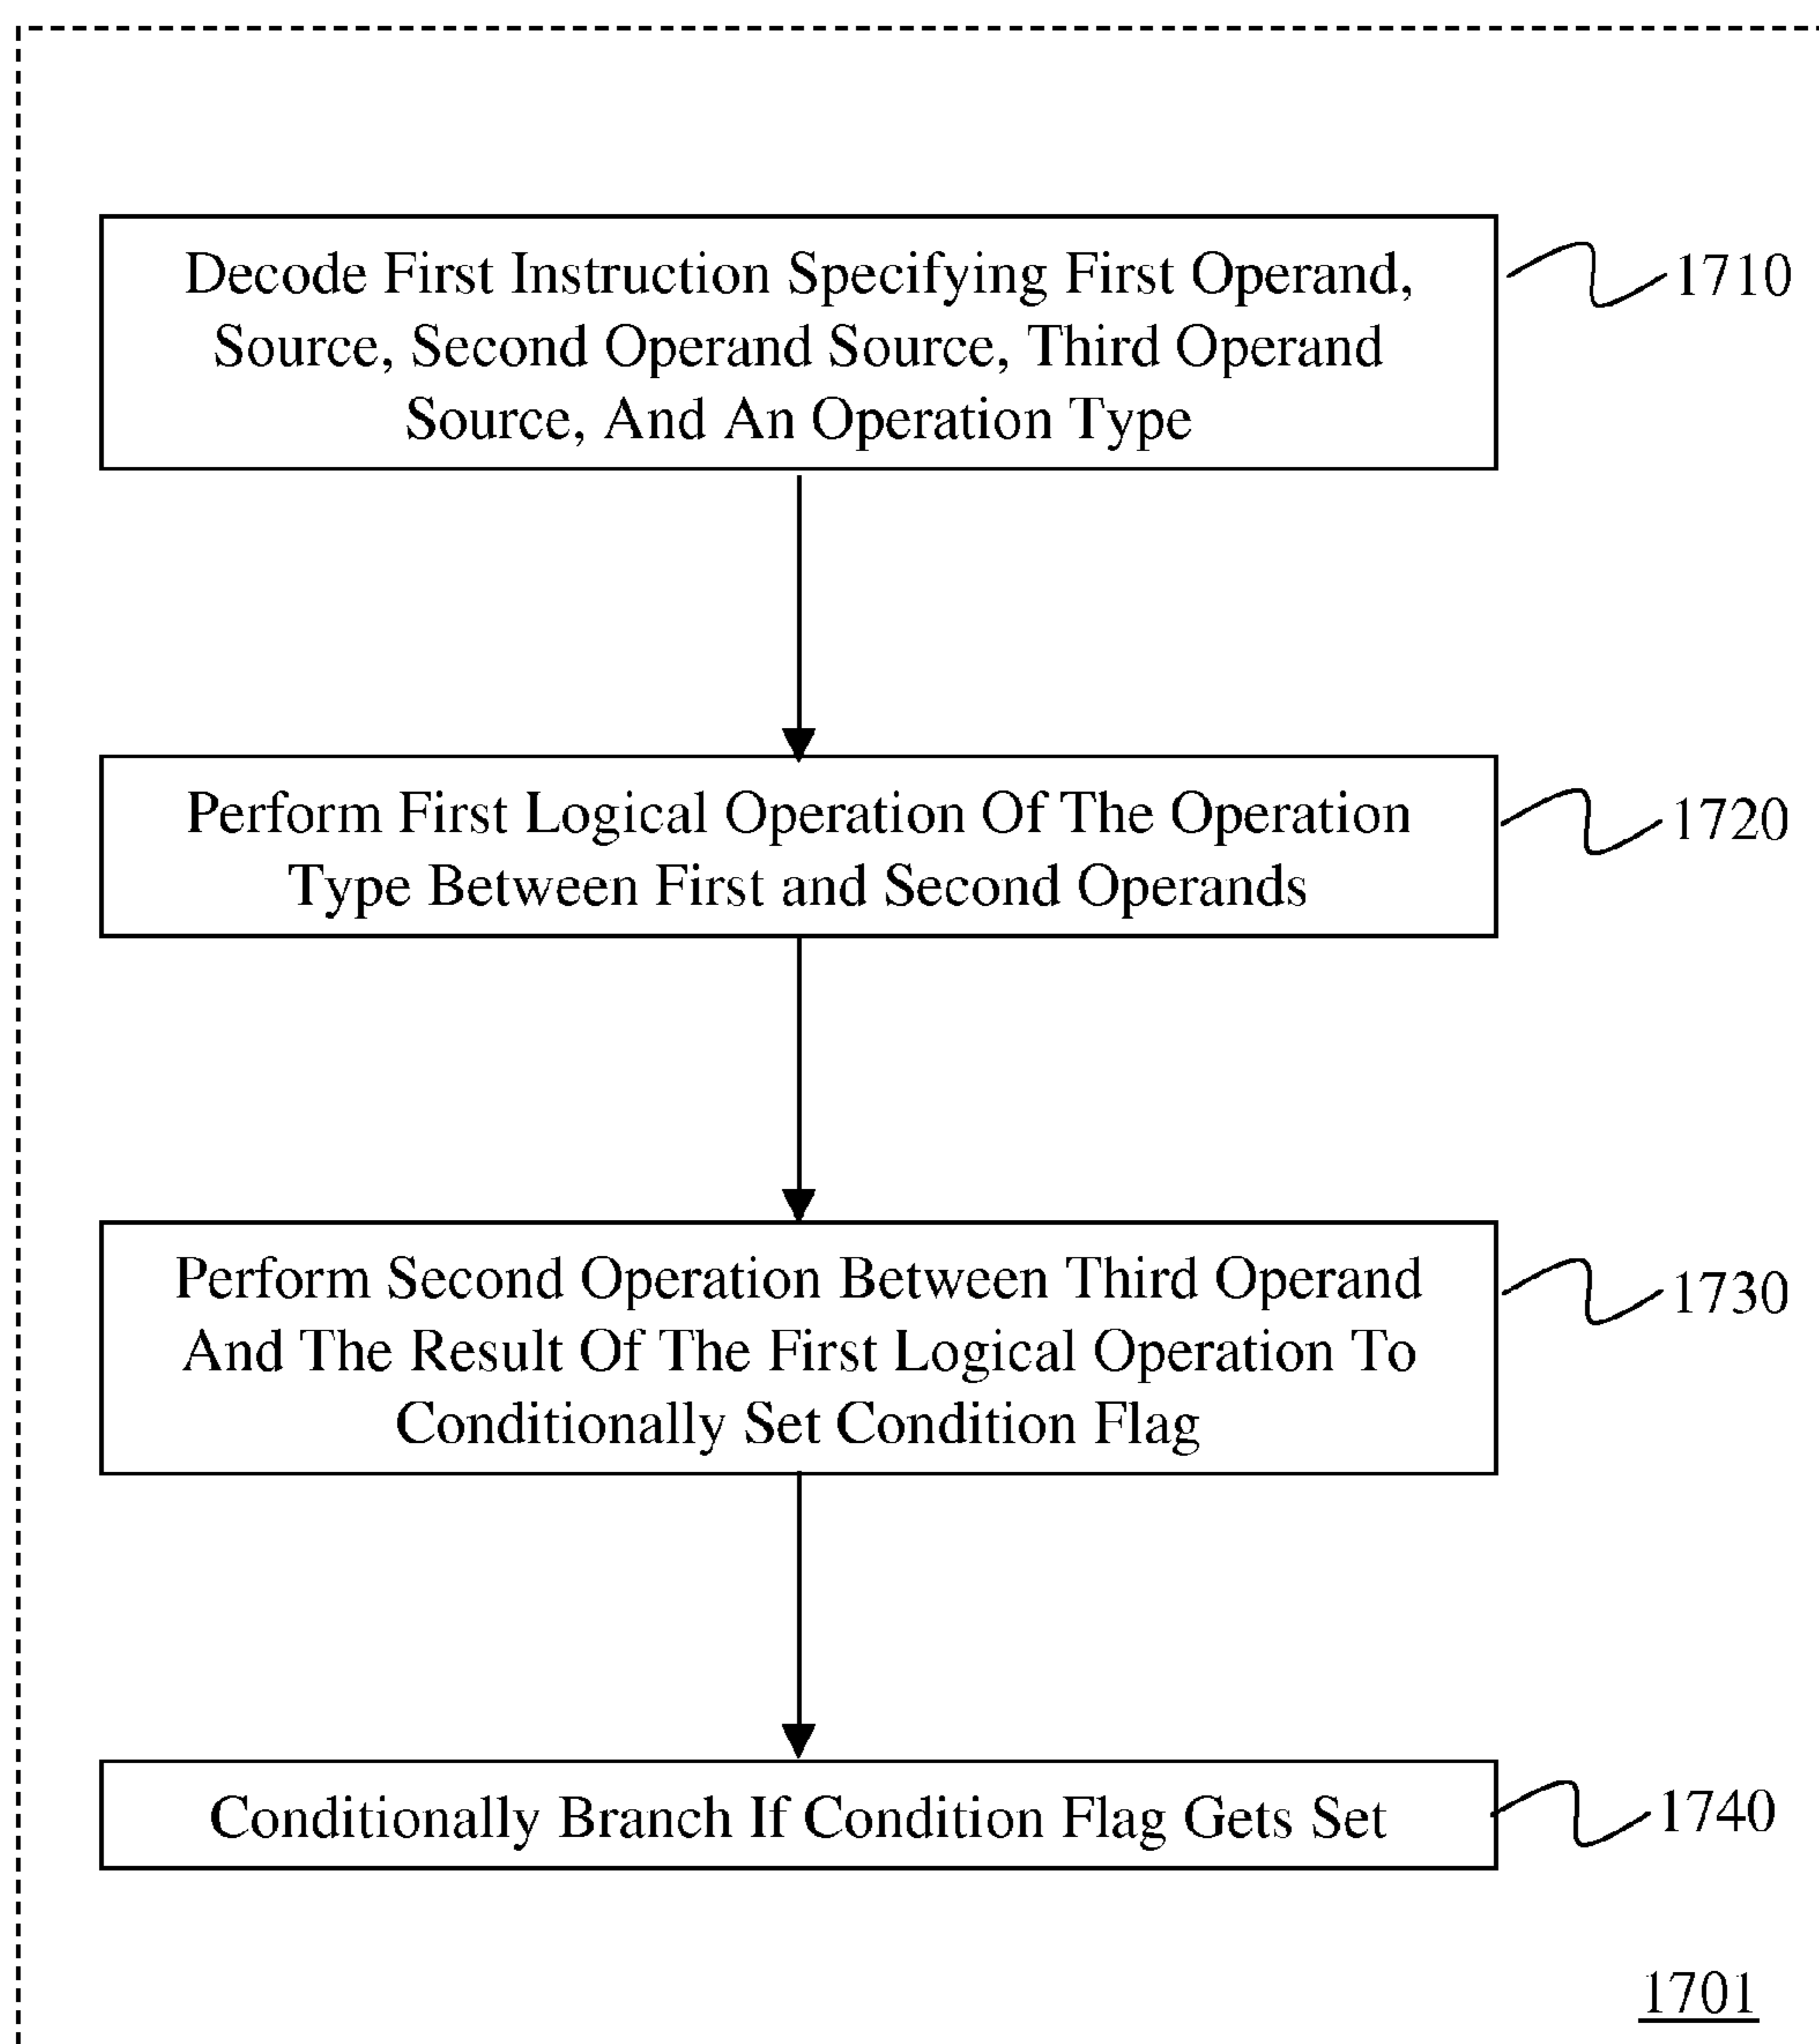 Decode First Instruction Specifying First Operand,
Source, Second Operand Source, Third Operand
Source, And An Operation Type
1710
Perform First Logical Operation Of The Operation
Type Between First and Second Operands
1720
Perform Second Operation Between Third Operand
And The Result Of The First Logical Operation To
Conditionally Set Condition Flag
1730
Conditionally Branch If Condition Flag Gets Set
1740
1701